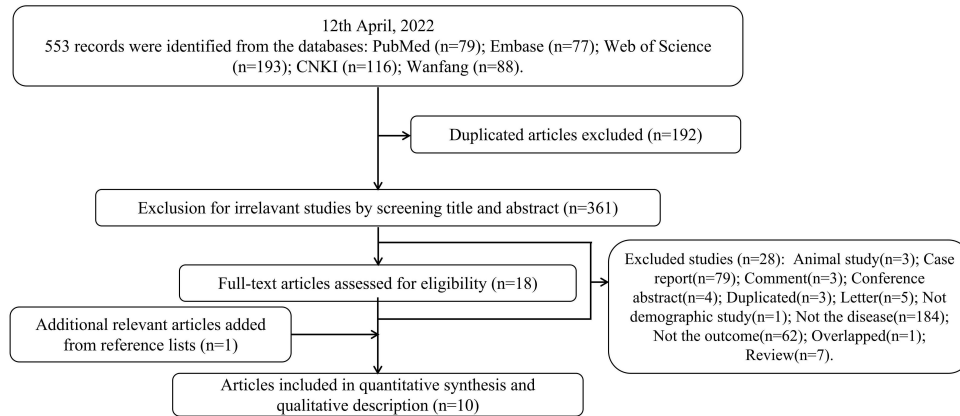 12th April, 2022
553 records were identified from the databases: PubMed (n=79); Embase (n=77); Web of Science
(n=193); CNKI (n=116); Wanfang (n=88).
Duplicated articles excluded (n=192)
Exclusion for irrelavant studies by screening title and abstract (n=361)
Excluded studies (n=28): Animal study(n=3); Case
report(n=79); Comment(n=3); Conference
abstract(n=4); Duplicated(n=3); Letter(n=5); Not
demographic study(n=1); Not the disease(n=184);
Not the outcome(n=62); Overlapped(n=1);
Review(n=7).
Full-text articles assessed for eligibility (n=18)
Additional relevant articles added
from reference lists (n=1)
Articles included in quantitative synthesis and
qualitative description (n=10)